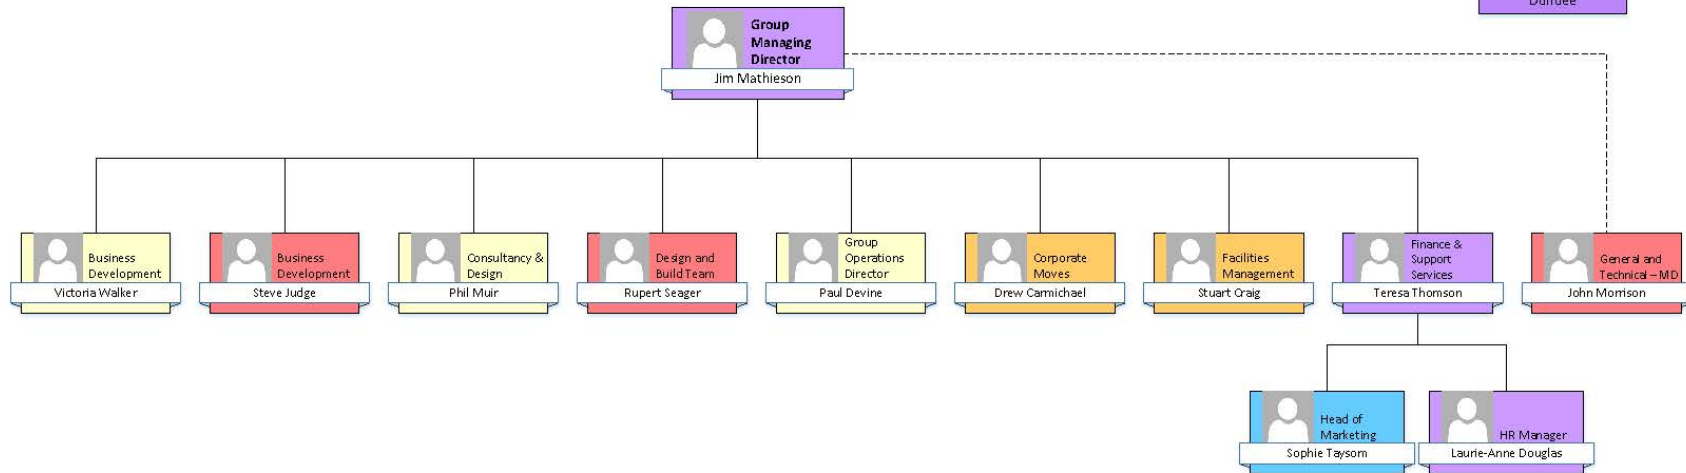 Dundee
Group
Managing
Director
Jim Mathieson
Business
Development
Victoria Walker
Business
Development
Steve Judge
Consultancy &
Design
Phil Muir
Design and
Build Team
Rupert Seager
Group
Operations
Director
Paul Devine
Corporate
Moves
Drew Carmichael
Facilities
Management
Stuart Craig
Finance &
Support
Services
Teresa Thomson
General and
Technical – MD
John Morrison
Head of
Marketing
Sophie Taysom
HR Manager
Laurie-Anne Douglas